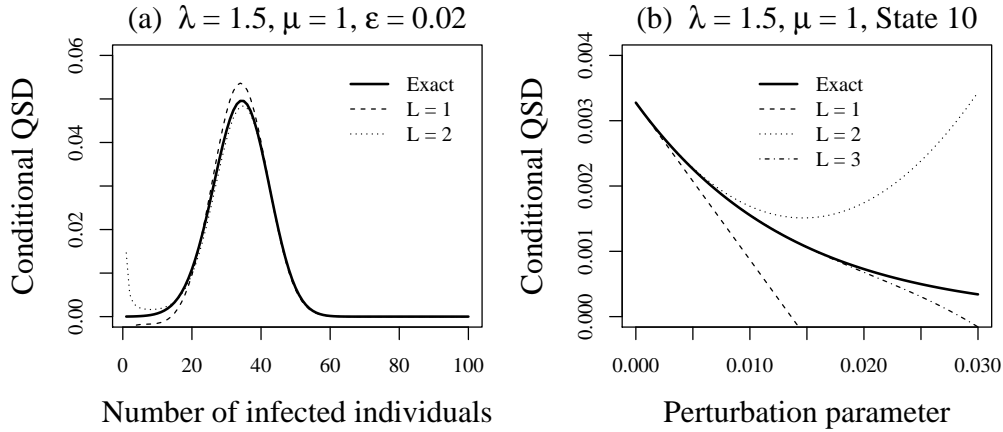 (a) λ = 1.5, μ = 1, ε = 0.02
Conditional QSD
0.06
0.04
0.02
0.00
Exact
L = 1
L = 2
0 20 40 60 80 100
Number of infected individuals
(b) λ = 1.5, μ = 1, State 10
Conditional QSD
0.004
0.003
0.002
0.001
0.000
Exact
L = 1
L = 2
L = 3
0.000 0.010 0.020 0.030
Perturbation parameter